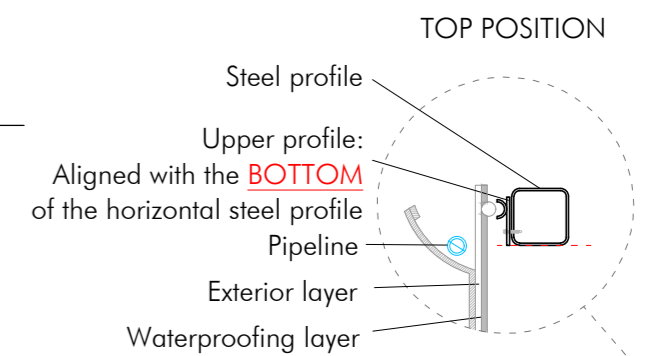 TOP POSITION
Steel profile
Upper profile:
Aligned with the BOTTOM
of the horizontal steel profile
Pipeline
Exterior layer
Waterproofing layer